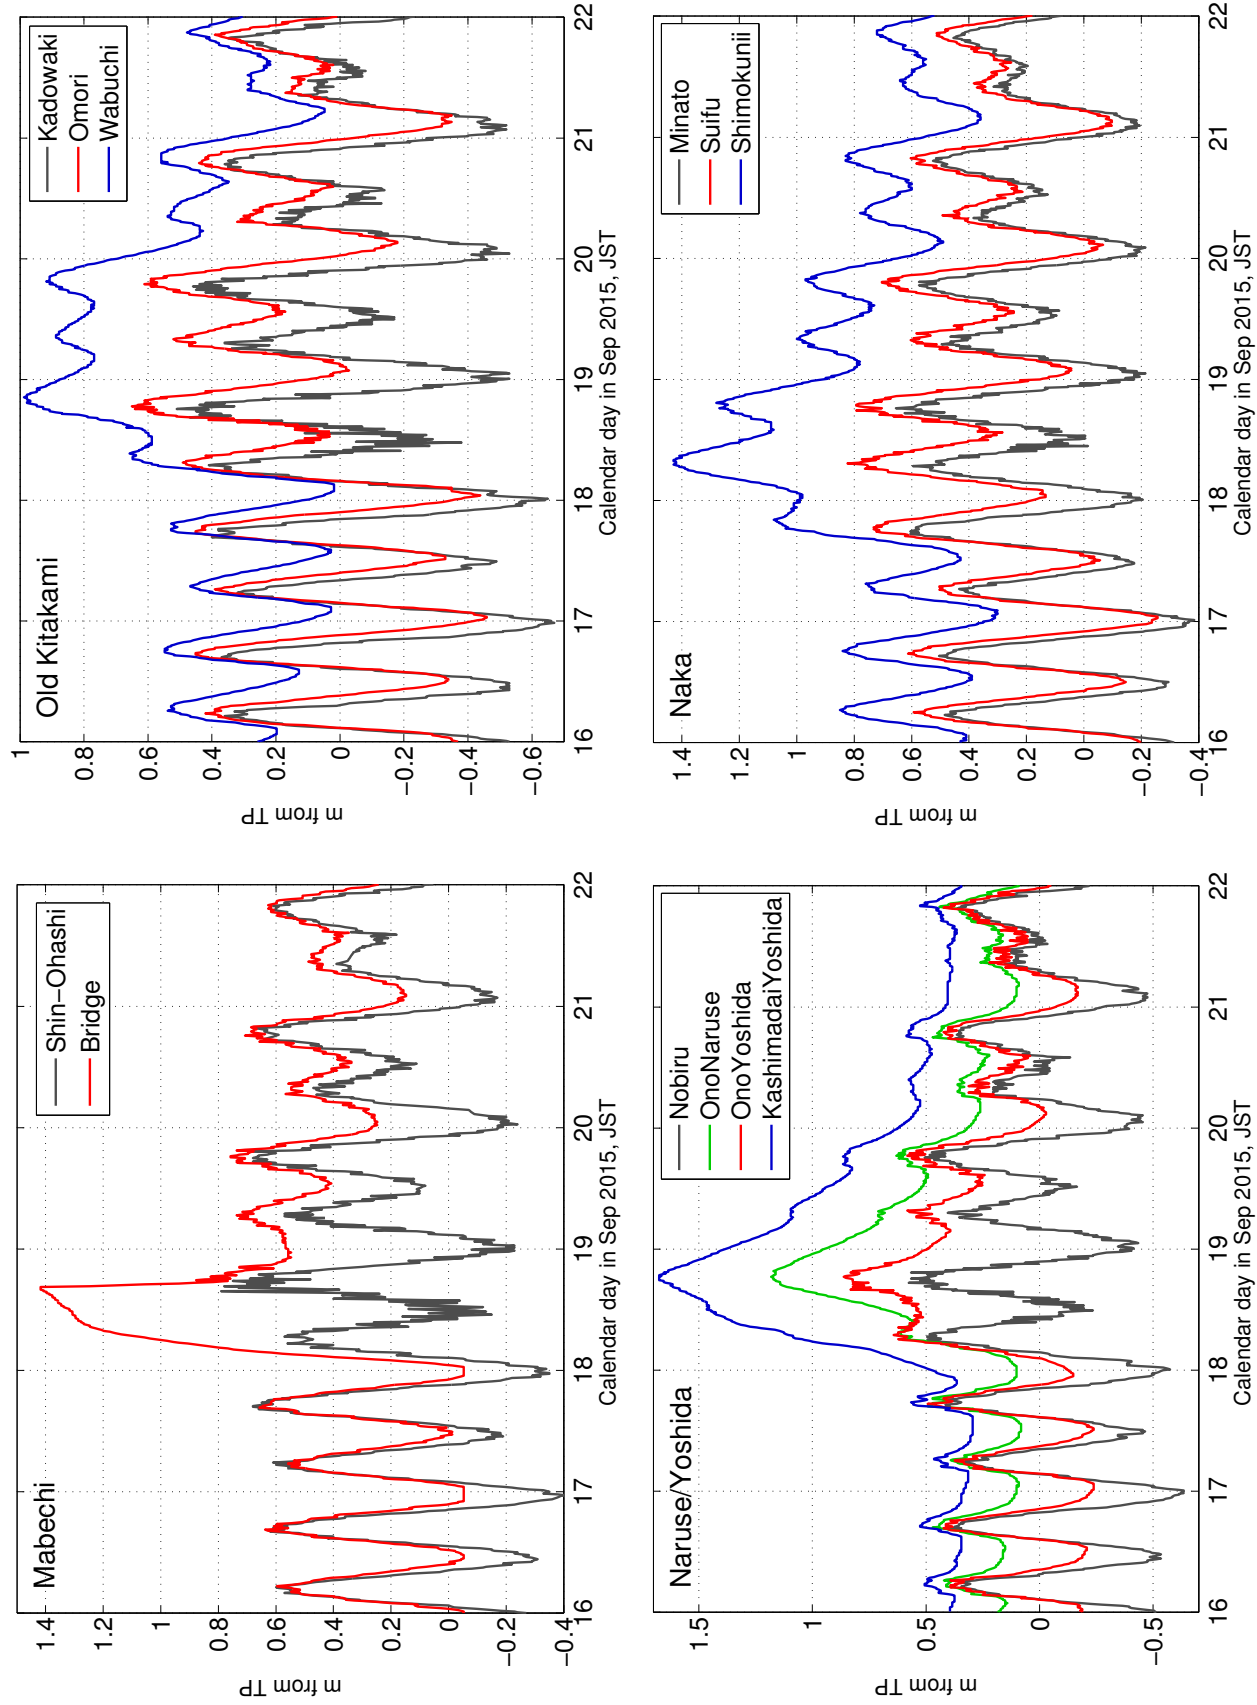 Mabechi
Shin−Ohashi
Bridge
m from TP
1.4
1.2
1
0.8
0.6
0.4
0.2
0
−0.2
−0.4
16 17 18 19 20 21 22
Calendar day in Sep 2015, JST
Old Kitakami
Kadowaki
Omori
Wabuchi
m from TP
1
0.8
0.6
0.4
0.2
0
−0.2
−0.4
−0.6
16 17 18 19 20 21 22
Calendar day in Sep 2015, JST
Naruse/Yoshida
Nobiru
OnoNaruse
OnoYoshida
KashimadaiYoshida
m from TP
1.5
1
0.5
0
−0.5
16 17 18 19 20 21 22
Calendar day in Sep 2015, JST
Naka
Minato
Suifu
Shimokunii
m from TP
1.4
1.2
1
0.8
0.6
0.4
0.2
0
−0.2
−0.4
16 17 18 19 20 21 22
Calendar day in Sep 2015, JST